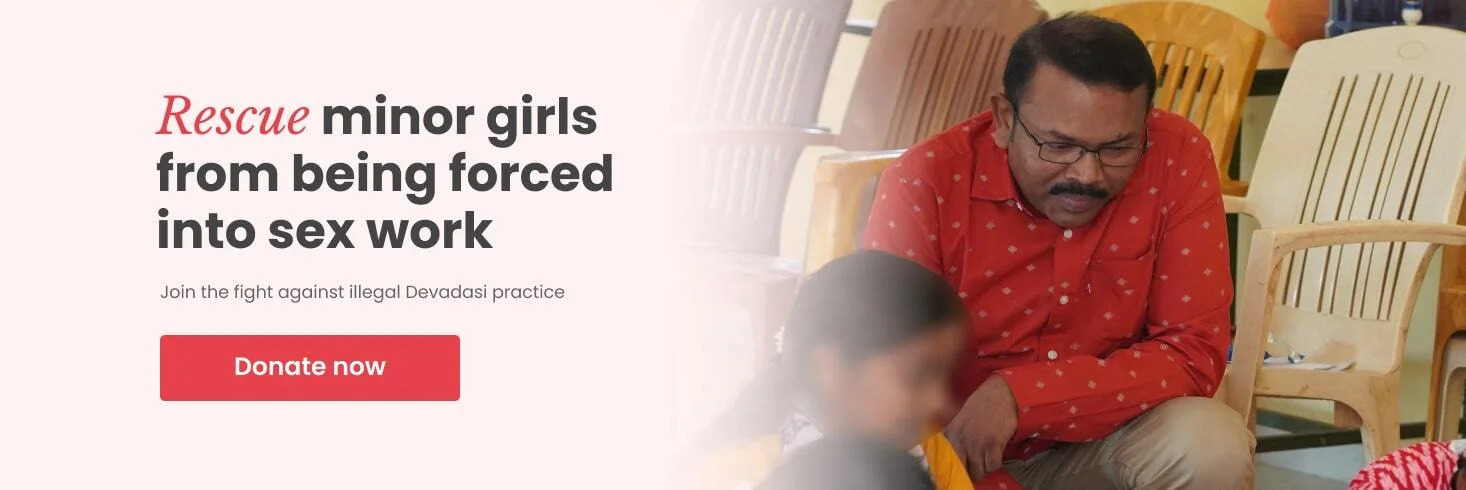 Rescue minor girls
from being forced
into sex work
Join the fight against illegal Devadasi practice
Donate now